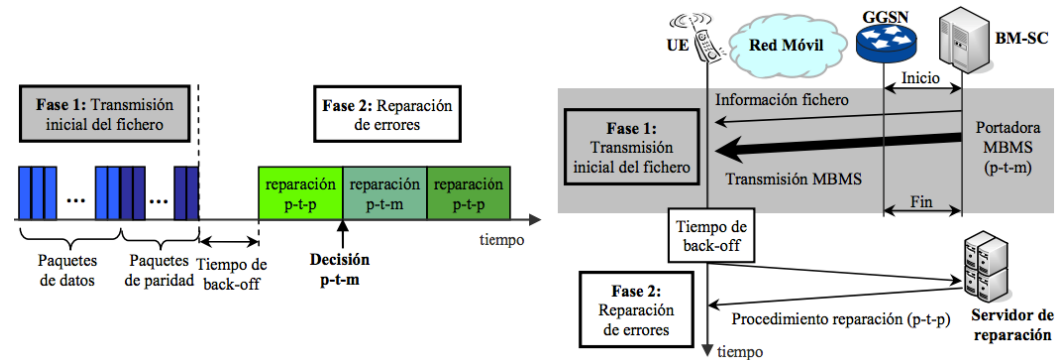 Fase 1: Transmisión
inicial del fichero
Fase 2: Reparación
de errores
...
...
reparación
p-t-p
reparación
p-t-m
reparación
p-t-p
tiempo
Paquetes
de datos
Paquetes
de paridad
Tiempo de
back-off
Decisión
p-t-m
UE
Red Móvil
GGSN
BM-SC
Inicio
Información fichero
Fase 1:
Transmisión
inicial del fichero
Portadora
MBMS
(p-t-m)
Transmisión MBMS
Fin
Tiempo de
back-off
Fase 2:
Reparación
de errores
Procedimiento reparación (p-t-p)
Servidor de
reparación
tiempo